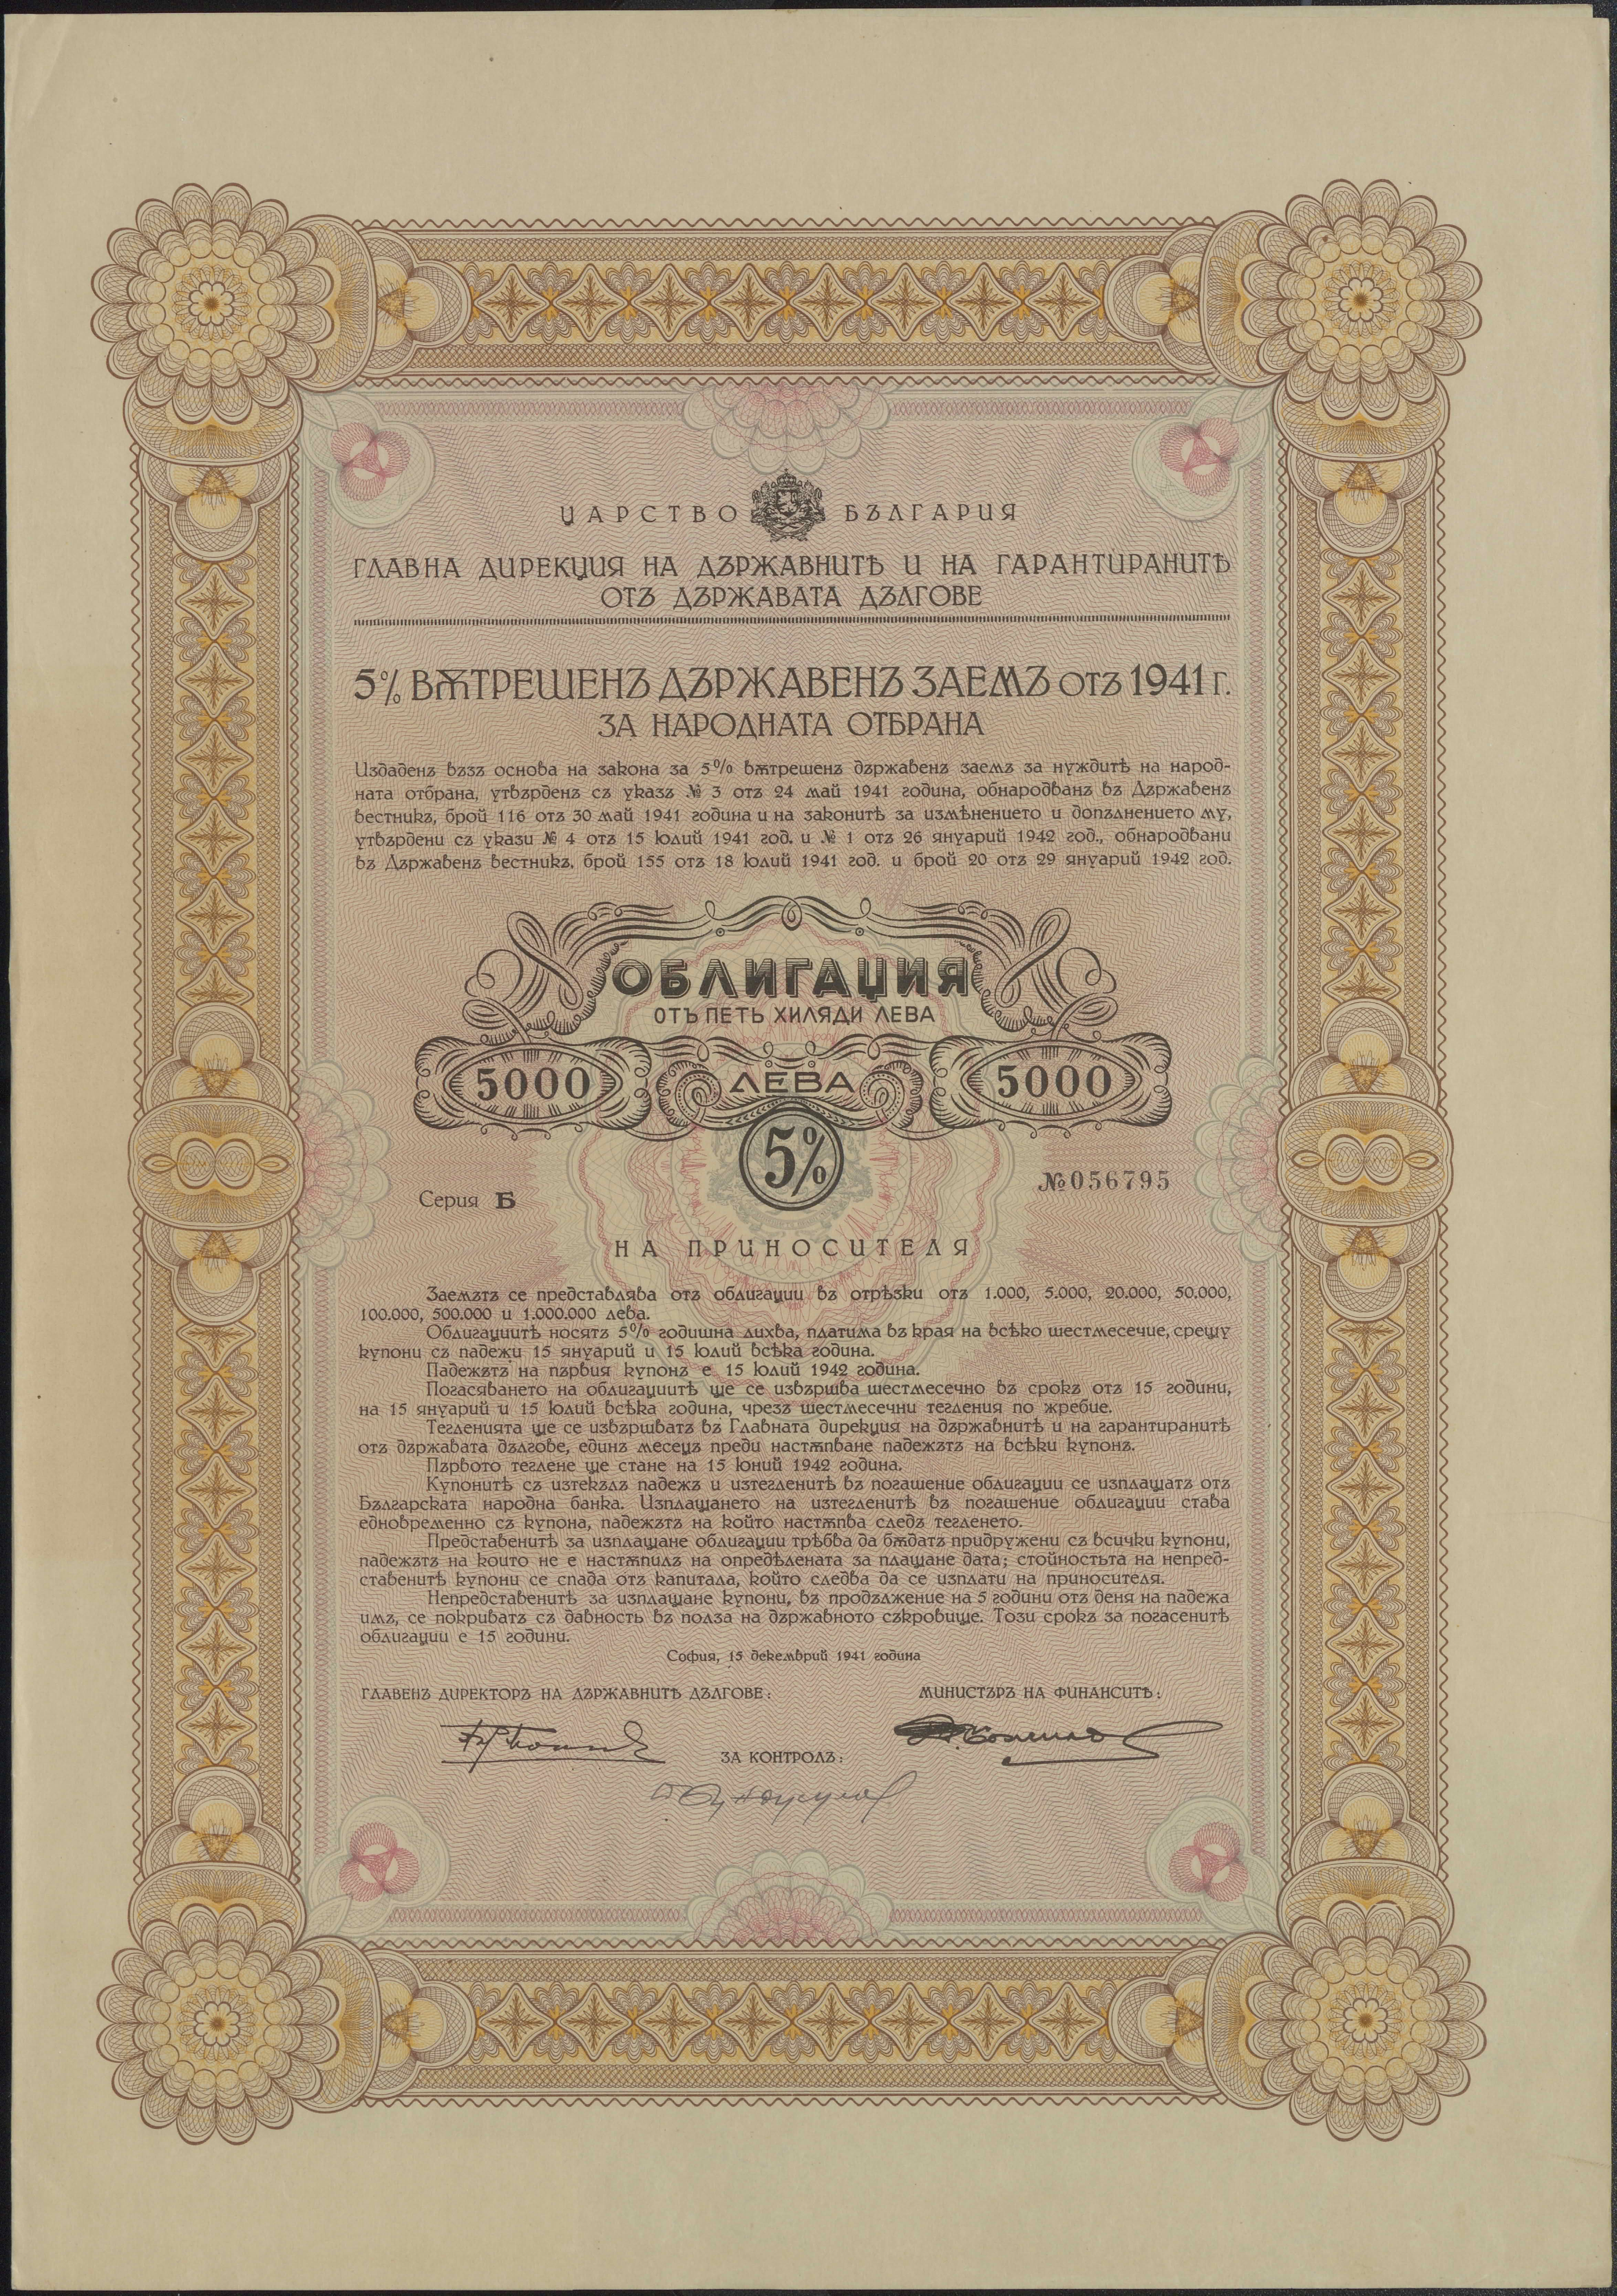 ЦАРСТВО БЪЛГАРИЯ
ГЛАВНА ДИРЕКЦИЯ НА ДЪРЖАВНИТѢ И НА ГАРАНТИРАНИТѢ
ОТЪ ДЪРЖАВАТА ДЪЛГОВЕ
5% ВѪТРЕШЕНЪ ДЪРЖАВЕНЪ ЗАЕМЪ отъ 1941 г.
ЗА НАРОДНАТА ОТБРАНА
Издаденъ възъ основа на закона за 5% вѫтрешенъ държавенъ заемъ за нуждитѣ на народ-
ната отбрана, утвърденъ съ указъ № 3 отъ 24 май 1941 година, обнародванъ въ Държавенъ
вестникъ, брой 116 отъ 30 май 1941 година и на законитѣ за измѣнението и допълнението му,
утвърдени съ укази № 4 отъ 15 юлий 1941 год. и № 1 отъ 26 януарий 1942 год., обнародвани
въ Държавенъ вестникъ, брой 155 отъ 18 юлий 1941 год. и брой 20 отъ 29 януарий 1942 год.
ОБЛИГАЦИЯ
ОТЪ ПЕТЬ ХИЛЯДИ ЛЕВА
5000 ЛЕВА 5000
5%
Серия Б №056795
НА ПРИНОСИТЕЛЯ
Заемътъ се представлява отъ облигации въ отрѣзки отъ 1.000, 5.000, 20.000, 50.000,
100.000, 500.000 и 1.000.000 лева.
Облигациитѣ носятъ 5% годишна лихва, платима въ края на всѣко шестмесечие, срещу
купони съ падежи 15 януарий и 15 юлий всѣка година.
Падежътъ на първия купонъ е 15 юлий 1942 година.
Погасяването на облигациитѣ ще се извършва шестмесечно въ срокъ отъ 15 години,
на 15 януарий и 15 юлий всѣка година, чрезъ шестмесечни тегления по жребие.
Тегленията ще се извършватъ въ Главната дирекция на държавнитѣ и на гарантиранитѣ
отъ държавата дългове, единъ месецъ преди настѫпване падежътъ на всѣки купонъ.
Първото теглене ще стане на 15 юний 1942 година.
Купонитѣ съ изтекълъ падежъ и изтегленитѣ въ погашение облигации се изплащатъ отъ
Българската народна банка. Изплащането на изтегленитѣ въ погашение облигации става
едновременно съ купона, падежътъ на който настѫпва следъ тегленето.
Представенитѣ за изплащане облигации трѣбва да бѫдатъ придружени съ всички купони,
падежътъ на които не е настѫпилъ на опредѣлената за плащане дата; стойностьта на непред-
ставенитѣ купони се спада отъ капитала, който следва да се изплати на приносителя.
Непредставенитѣ за изплащане купони, въ продължение на 5 години отъ деня на падежа
имъ, се покриватъ съ давность въ полза на държавното съкровище. Този срокъ за погасенитѣ
облигации е 15 години.
София, 15 декемврий 1941 година
ГЛАВЕНЪ ДИРЕКТОРЪ НА ДЪРЖАВНИТѢ ДЪЛГОВЕ: МИНИСТЪРЪ НА ФИНАНСИТѢ:
ЗА КОНТРОЛЪ: